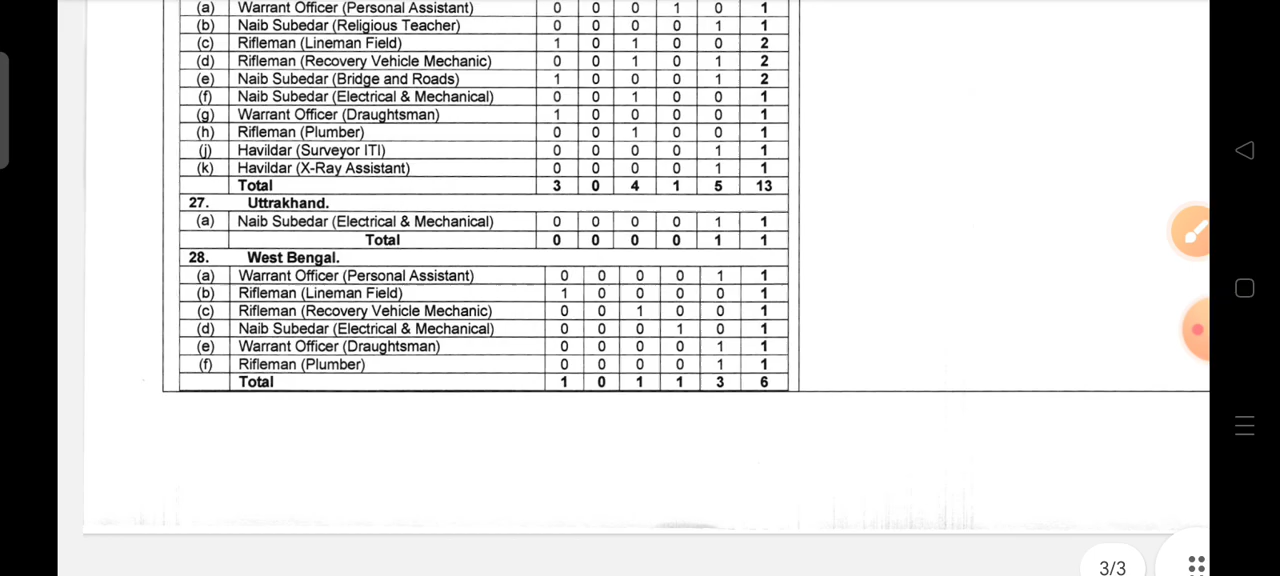 (a) Warrant Officer (Personal Assistant) 0 0 0 1 0 1
(b) Naib Subedar (Religious Teacher) 0 0 0 0 1 1
(c) Rifleman (Lineman Field) 1 0 1 0 0 2
(d) Rifleman (Recovery Vehicle Mechanic) 0 0 1 0 1 2
(e) Naib Subedar (Bridge and Roads) 1 0 0 0 1 2
(f) Naib Subedar (Electrical & Mechanical) 0 0 1 0 0 1
(g) Warrant Officer (Draughtsman) 1 0 0 0 0 1
(h) Rifleman (Plumber) 0 0 1 0 0 1
(j) Havildar (Surveyor ITI) 0 0 0 0 1 1
(k) Havildar (X-Ray Assistant) 0 0 0 0 1 1
Total 3 0 4 1 5 13
27. Uttrakhand.
(a) Naib Subedar (Electrical & Mechanical) 0 0 0 0 1 1
Total 0 0 0 0 1 1
28. West Bengal.
(a) Warrant Officer (Personal Assistant) 0 0 0 0 1 1
(b) Rifleman (Lineman Field) 1 0 0 0 0 1
(c) Rifleman (Recovery Vehicle Mechanic) 0 0 1 0 0 1
(d) Naib Subedar (Electrical & Mechanical) 0 0 0 1 0 1
(e) Warrant Officer (Draughtsman) 0 0 0 0 1 1
(f) Rifleman (Plumber) 0 0 0 0 1 1
Total 1 0 1 1 3 6
3/3